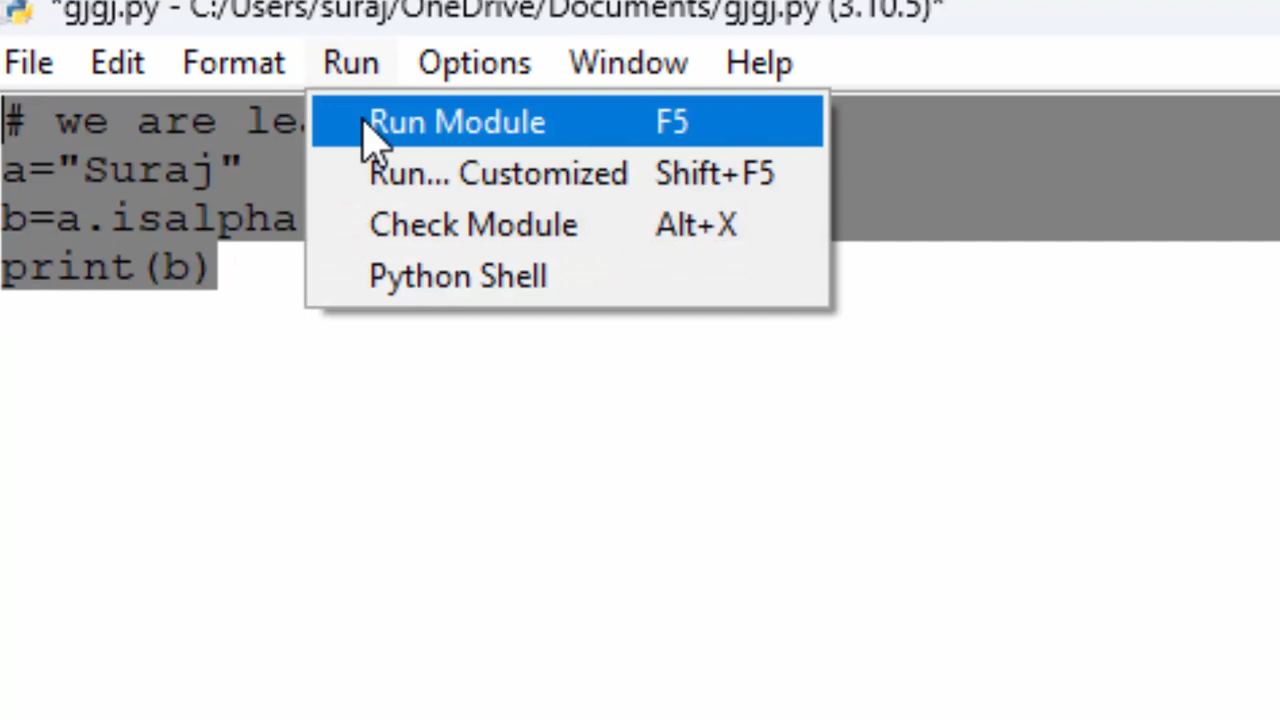 *gjgj.py - C:/Users/suraj/OneDrive/Documents/gjgj.py (3.10.5)*
File Edit Format Run Options Window Help
# we are
a="Suraj"
b=a.isalpha
print(b)
Run Module F5
Run... Customized Shift+F5
Check Module Alt+X
Python Shell